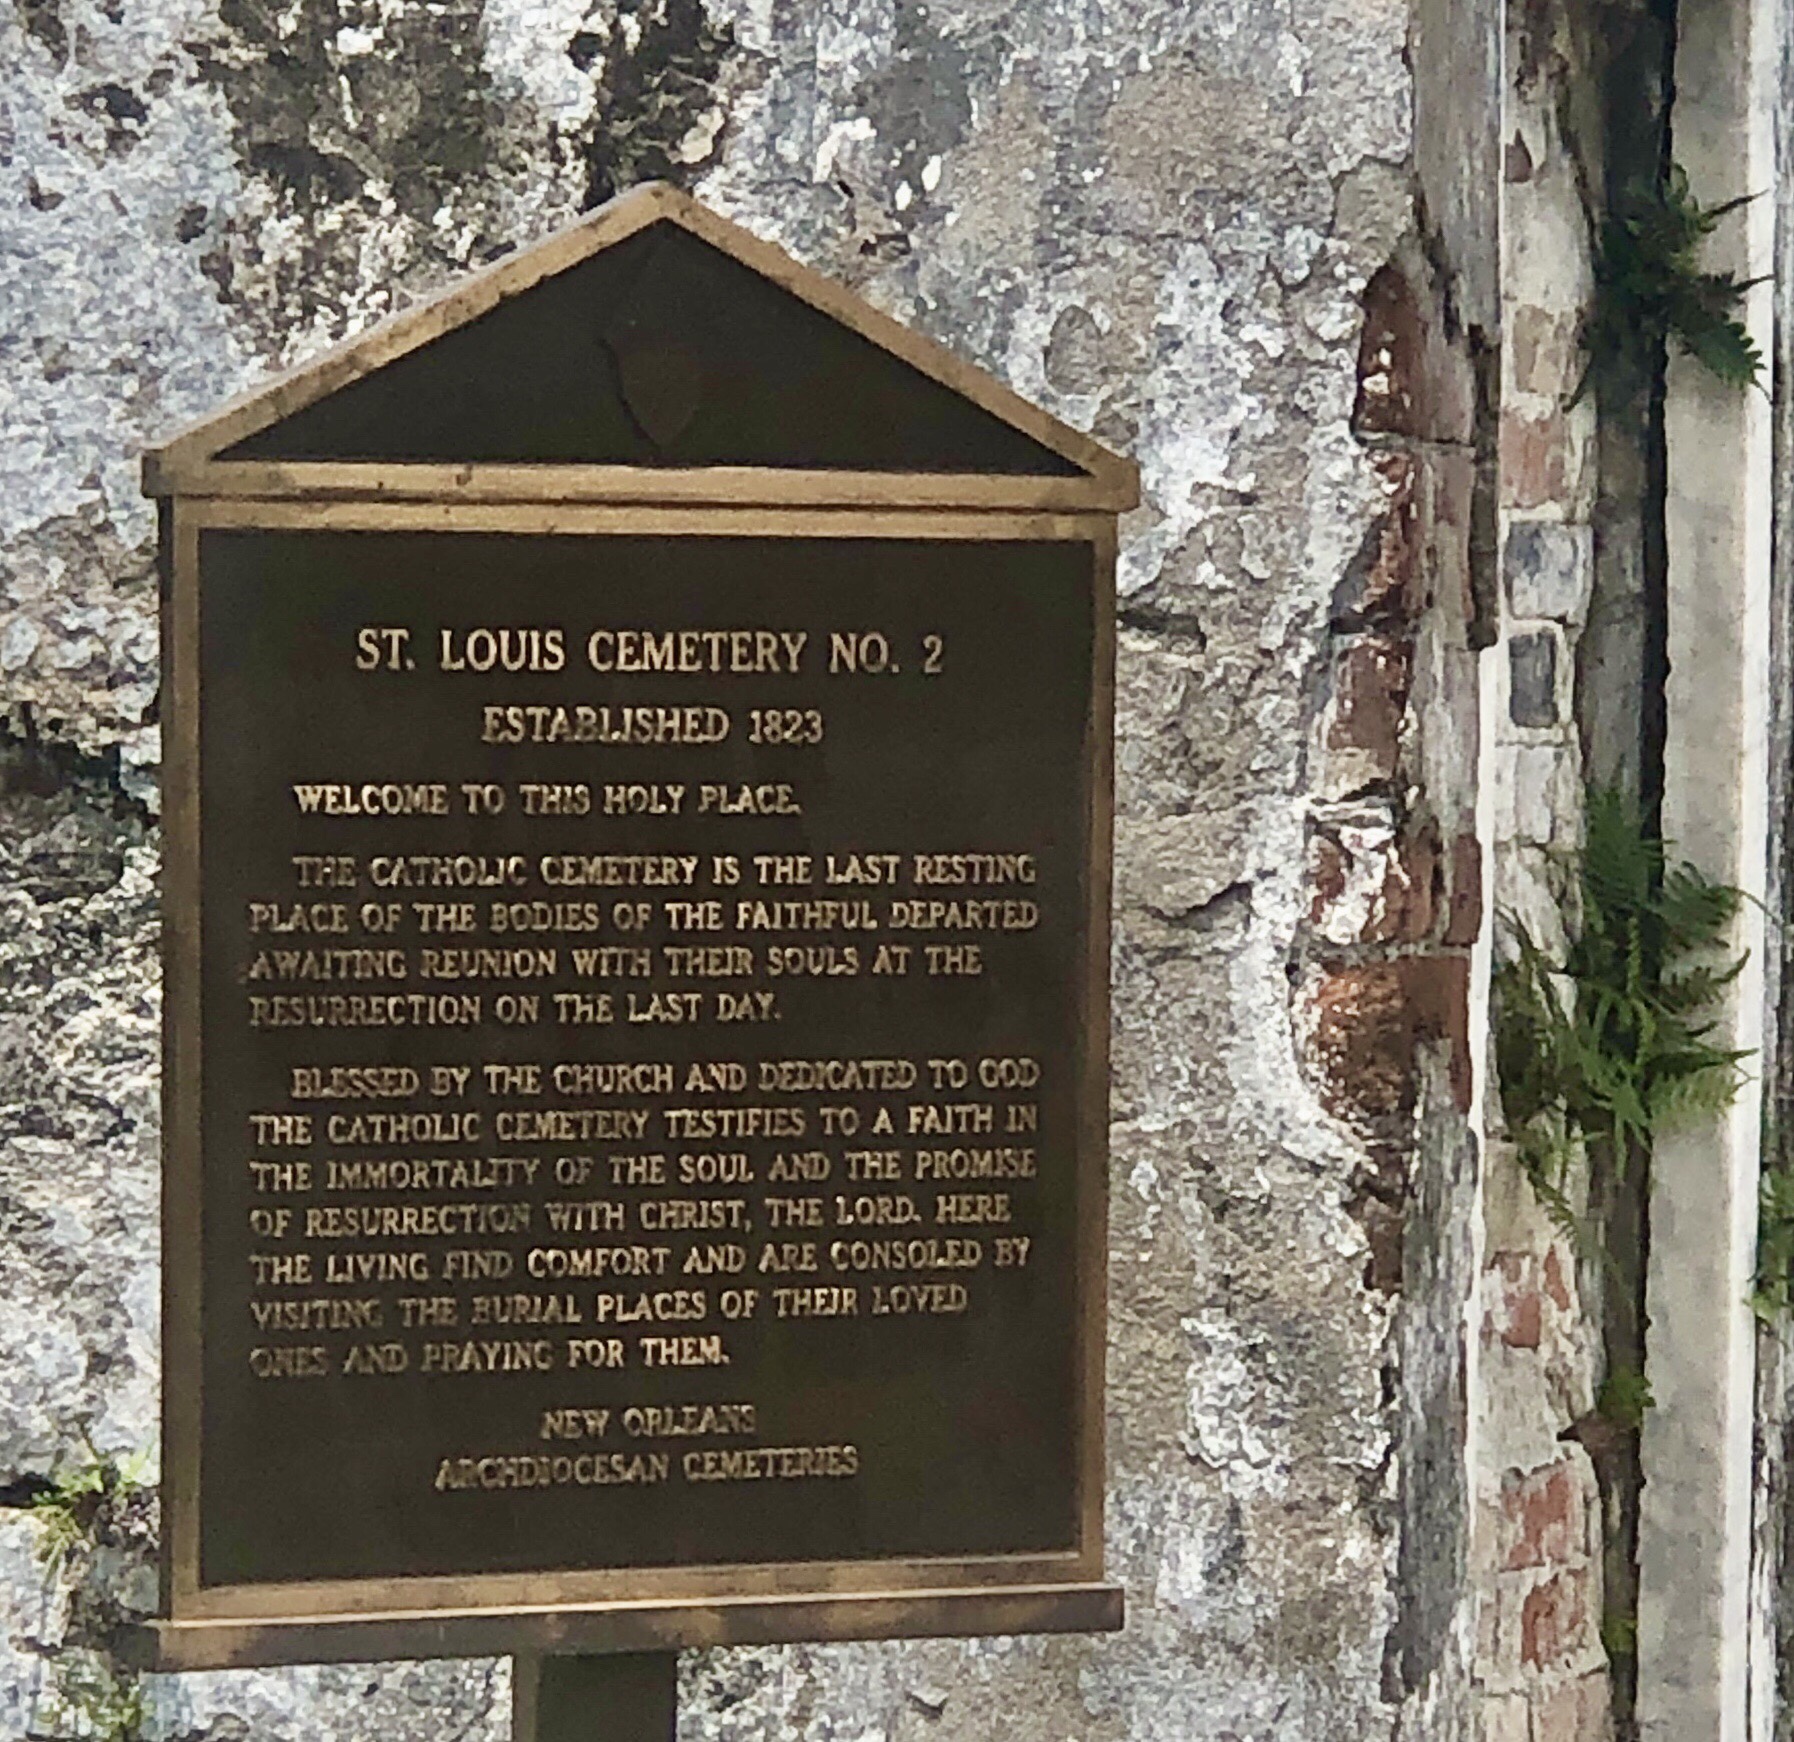 ST. LOUIS CEMETERY NO. 2
ESTABLISHED 1823
WELCOME TO THIS HOLY PLACE.
THE CATHOLIC CEMETERY IS THE LAST RESTING
PLACE OF THE BODIES OF THE FAITHFUL DEPARTED
AWAITING REUNION WITH THEIR SOULS AT THE
RESURRECTION ON THE LAST DAY.
BLESSED BY THE CHURCH AND DEDICATED TO GOD
THE CATHOLIC CEMETERY TESTIFIES TO A FAITH IN
THE IMMORTALITY OF THE SOUL AND THE PROMISE
OF RESURRECTION WITH CHRIST, THE LORD. HERE
THE LIVING FIND COMFORT AND ARE CONSOLED BY
VISITING THE BURIAL PLACES OF THEIR LOVED
ONES AND PRAYING FOR THEM.
NEW ORLEANS
ARCHDIOCESAN CEMETERIES